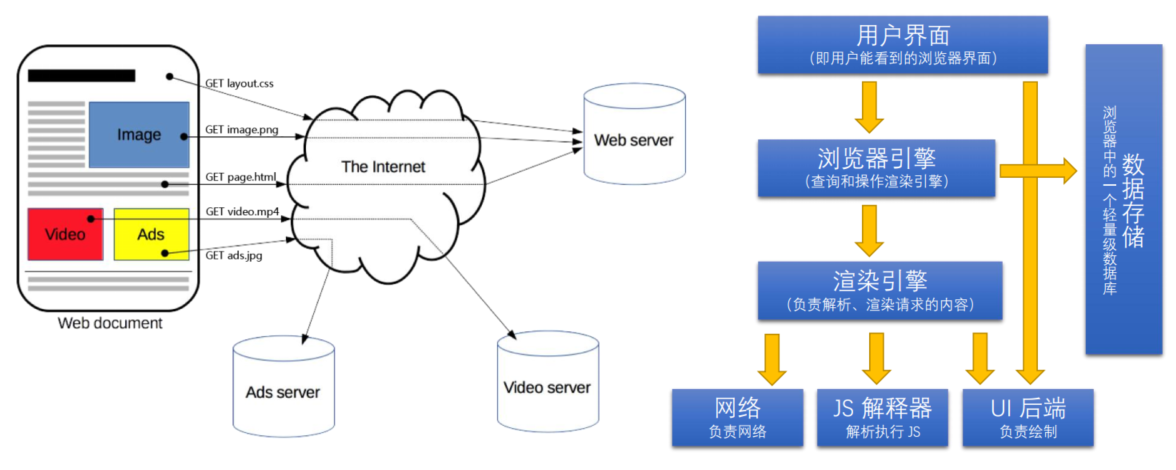 GET layout.css
Image
GET image.png
The Internet
Web server
GET page.html
Video
Ads
GET video.mp4
GET ads.jpg
Web document
Ads server
Video server
用户界面
(即用户能看到的浏览器界面)
浏览器引擎
(查询和操作渲染引擎)
渲染引擎
(负责解析、渲染请求的内容)
网络
负责网络
JS 解释器
解析执行 JS
UI 后端
负责绘制
数据存储
浏览器中的一个轻量级数据库